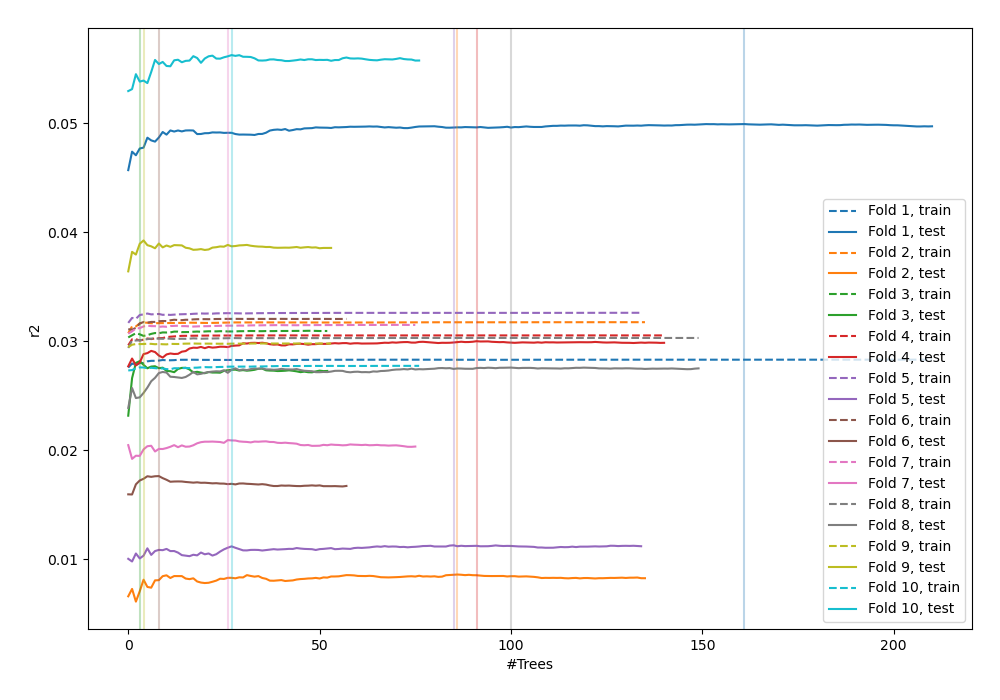 0.05
0.04
0.03
0.02
0.01
r2
0
50
100
150
200
#Trees
Fold 1, train
Fold 1, test
Fold 2, train
Fold 2, test
Fold 3, train
Fold 3, test
Fold 4, train
Fold 4, test
Fold 5, train
Fold 5, test
Fold 6, train
Fold 6, test
Fold 7, train
Fold 7, test
Fold 8, train
Fold 8, test
Fold 9, train
Fold 9, test
Fold 10, train
Fold 10, test